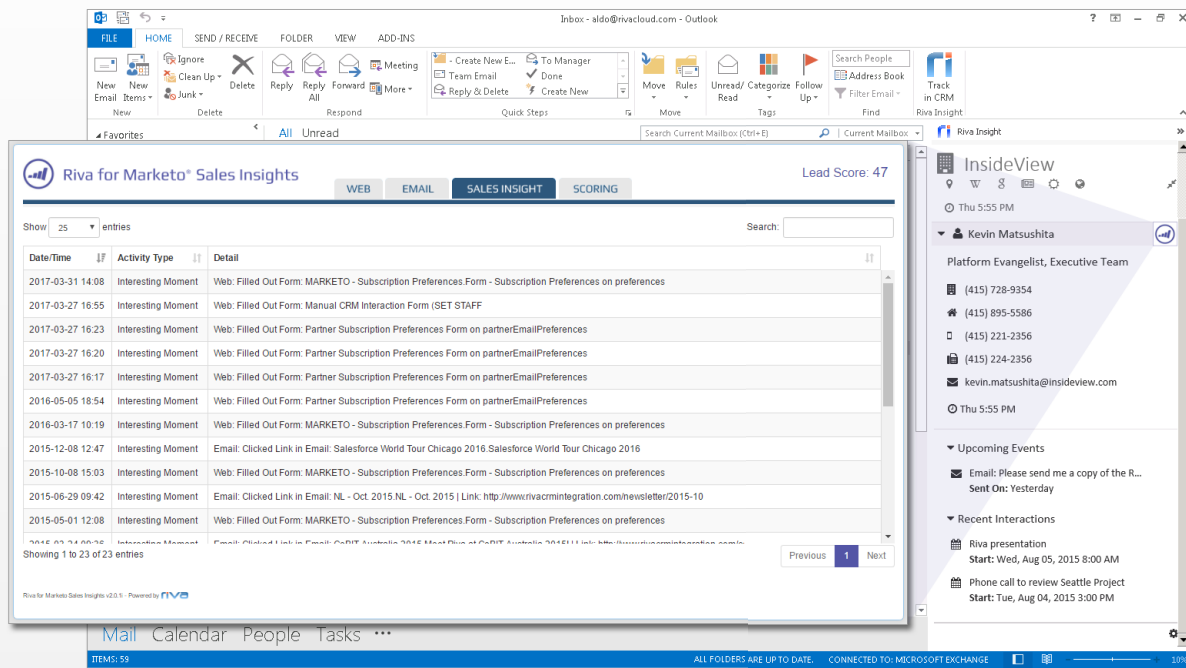 Inbox - aldo@rivacloud.com - Outlook
FILE HOME SEND / RECEIVE FOLDER VIEW ADD-INS
New Email
New Items
New
Ignore
Clean Up
Junk
Delete
Delete
Reply
Reply All
Forward
Meeting
More
Respond
- Create New E...
Team Email
Reply & Delete
To Manager
Done
Create New
Quick Steps
Move
Rules
Move
Unread/ Read
Categorize
Follow Up
Tags
Search People
Address Book
Filter Email
Find
Track in CRM
Riva Insight
Favorites
All Unread
Search Current Mailbox (Ctrl+E)
Current Mailbox
Riva Insight
Riva for Marketo® Sales Insights
WEB EMAIL SALES INSIGHT SCORING
Lead Score: 47
Show 25 entries
Search:
Date/Time Activity Type Detail
2017-03-31 14:08 Interesting Moment Web: Filled Out Form: MARKETO - Subscription Preferences.Form - Subscription Preferences on preferences
2017-03-27 16:55 Interesting Moment Web: Filled Out Form: Manual CRM Interaction Form (SET STAFF
2017-03-27 16:23 Interesting Moment Web: Filled Out Form: Partner Subscription Preferences Form on partnerEmailPreferences
2017-03-27 16:20 Interesting Moment Web: Filled Out Form: Partner Subscription Preferences Form on partnerEmailPreferences
2017-03-27 16:17 Interesting Moment Web: Filled Out Form: Partner Subscription Preferences Form on partnerEmailPreferences
2016-05-05 18:54 Interesting Moment Web: Filled Out Form: Partner Subscription Preferences Form on partnerEmailPreferences
2016-03-17 10:19 Interesting Moment Web: Filled Out Form: MARKETO - Subscription Preferences.Form - Subscription Preferences on preferences
2015-12-08 12:47 Interesting Moment Email: Clicked Link in Email: Salesforce World Tour Chicago 2016.Salesforce World Tour Chicago 2016
2015-10-08 15:03 Interesting Moment Web: Filled Out Form: MARKETO - Subscription Preferences.Form - Subscription Preferences on preferences
2015-06-29 09:42 Interesting Moment Email: Clicked Link in Email: NL - Oct. 2015.NL - Oct. 2015 | Link: http://www.rivacrmintegration.com/newsletter/2015-10
2015-05-01 12:08 Interesting Moment Web: Filled Out Form: MARKETO - Subscription Preferences.Form - Subscription Preferences on preferences
Showing 1 to 23 of 23 entries
Previous 1 Next
Riva for Marketo Sales Insights v2.0.1i - Powered by riva
InsideView
Thu 5:55 PM
Kevin Matsushita
Platform Evangelist, Executive Team
(415) 728-9354
(415) 895-5586
(415) 221-2356
(415) 224-2356
kevin.matsushita@insideview.com
Thu 5:55 PM
Upcoming Events
Email: Please send me a copy of the R...
Sent On: Yesterday
Recent Interactions
Riva presentation
Start: Wed, Aug 05, 2015 8:00 AM
Phone call to review Seattle Project
Start: Tue, Aug 04, 2015 3:00 PM
Mail Calendar People Tasks •••
ITEMS: 59
ALL FOLDERS ARE UP TO DATE. CONNECTED TO: MICROSOFT EXCHANGE